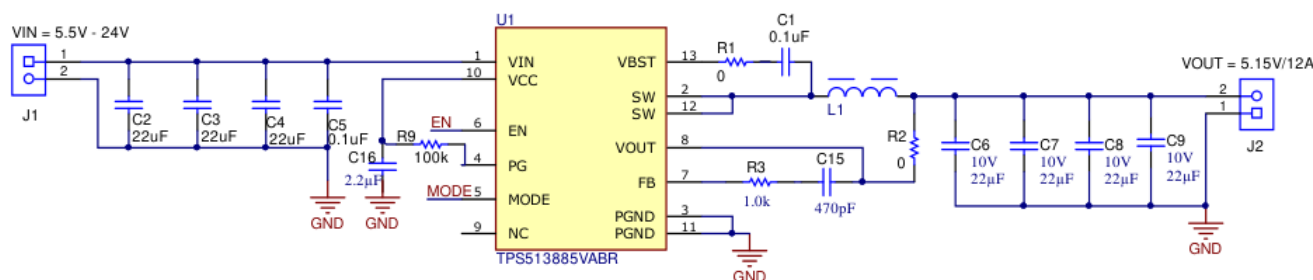 U1
VIN = 5.5V - 24V
J1
1
2
C2
22uF
C3
22uF
C4
22uF
C5
0.1uF
C16
2.2µF
R9
100k
EN
MODE
GND
GND
1 VIN
10 VCC
6 EN
4 PG
5 MODE
9 NC
VBST 13
SW 2
SW 12
VOUT 8
FB 7
PGND 3
PGND 11
TPS513885VABR
R1
0
C1
0.1uF
L1
R2
0
R3
1.0k
C15
470pF
GND
C6
10V
22µF
C7
10V
22µF
C8
10V
22µF
C9
10V
22µF
VOUT = 5.15V/12A
2
1
J2
GND